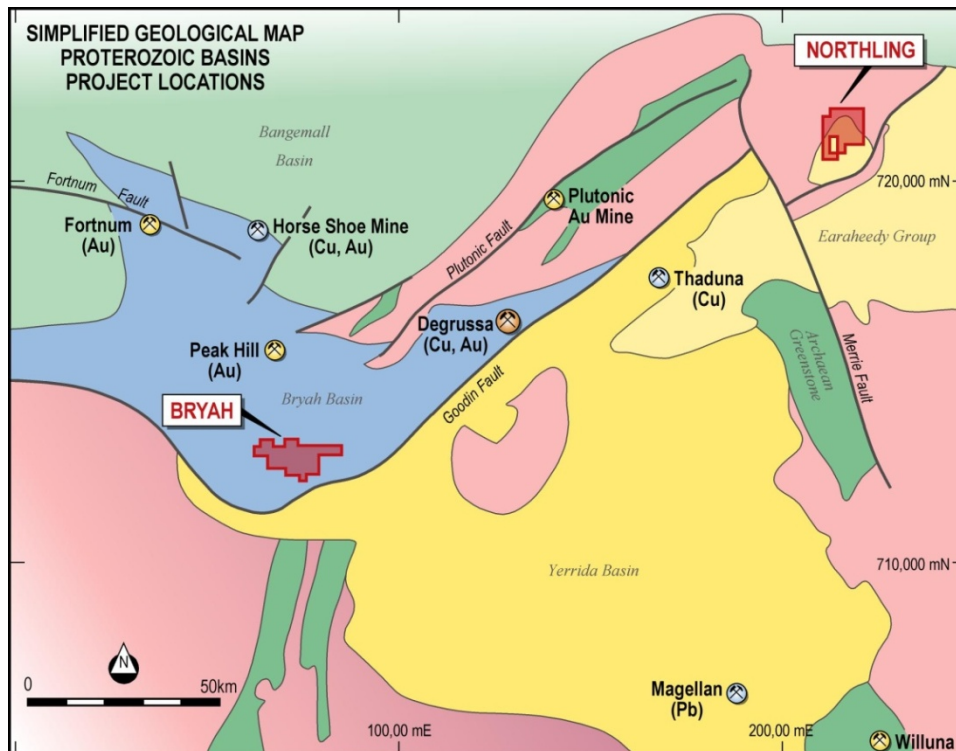 SIMPLIFIED GEOLOGICAL MAP
PROTEROZOIC BASINS
PROJECT LOCATIONS
NORTHLING
Bangemall
Basin
Fortnum
Fault
720,000 mN
Fortnum
(Au)
Horse Shoe Mine
(Cu, Au)
Plutonic
Au Mine
Plutonic Fault
Earaheedy Group
Thaduna
(Cu)
Degrussa
(Cu, Au)
Peak Hill
(Au)
Archaean
Greenstone
Merrie Fault
Goodin Fault
BRYAH
Bryah Basin
710,000 mN
Yerrida Basin
N
0
50km
Magellan
(Pb)
100,00 mE
200,00 mE
Willuna